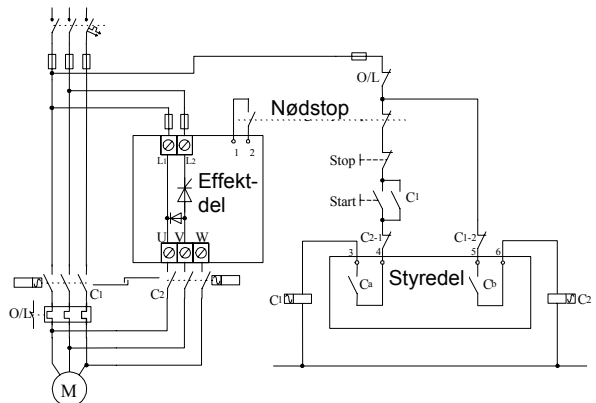 O/L
Nødstop
1 2
L1 L2
Stop
Effekt-
del
Start
C1
U V W
C2-1
C1-2
3 4 5 6
C1
C2
Ca
Styredel
Cb
C1
C2
O/L
M